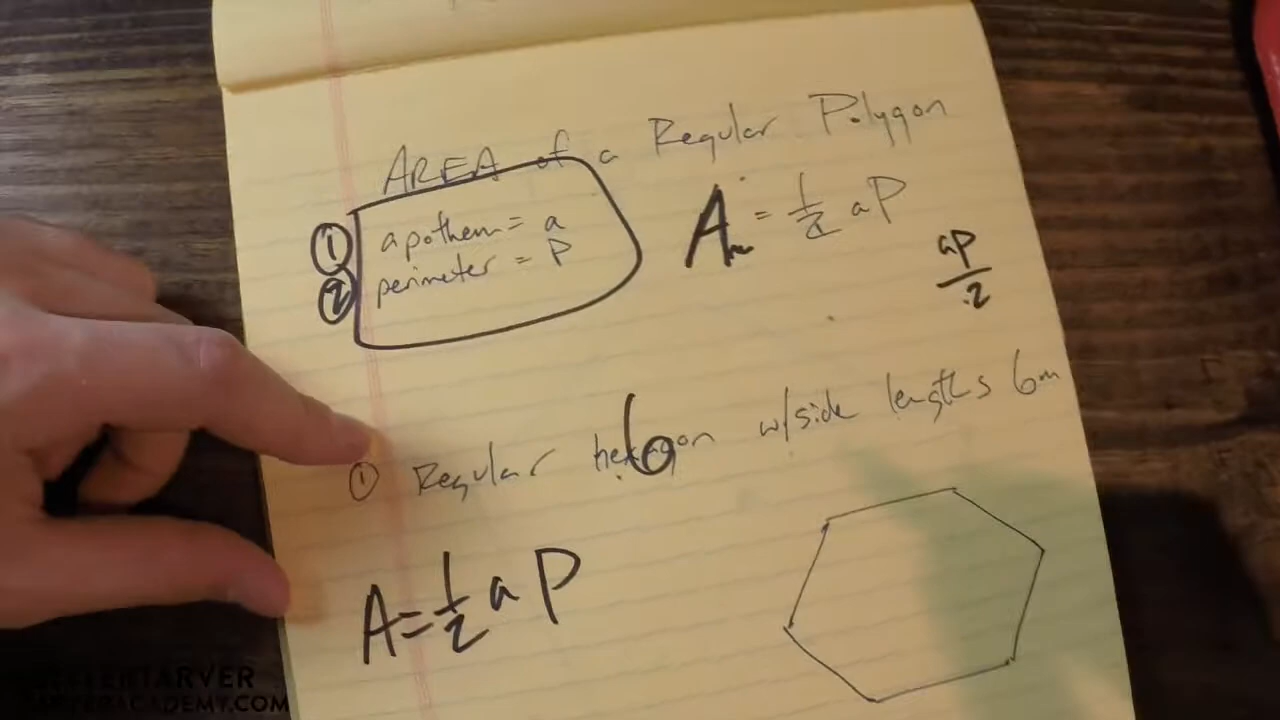 AREA of a Regular Polygon
① apothem = a
② perimeter = P
A = 1/2 aP
aP/2
① Regular hexagon w/side lengths 6m
6
A = 1/2 a P